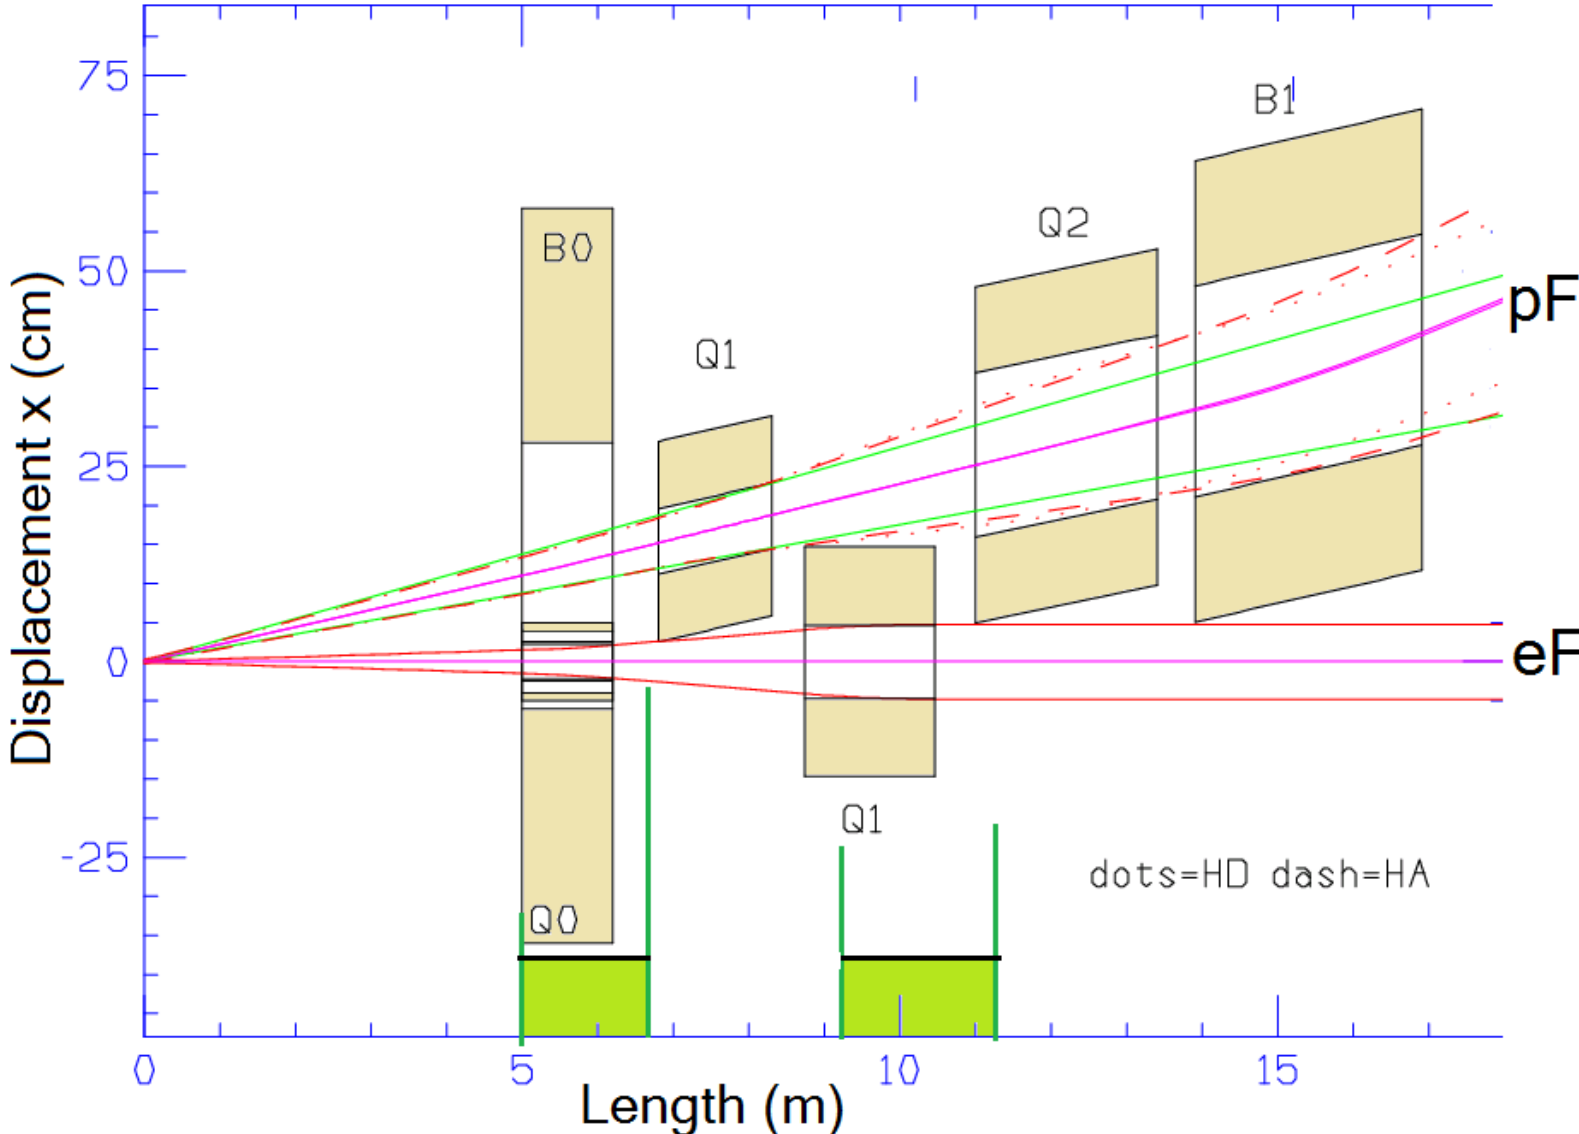 75
B1
Q2
B0
50
pF
Q1
25
0
eF
Displacement x (cm)
Q1
-25
dots=HD dash=HA
Q0
0
5
10
15
Length (m)